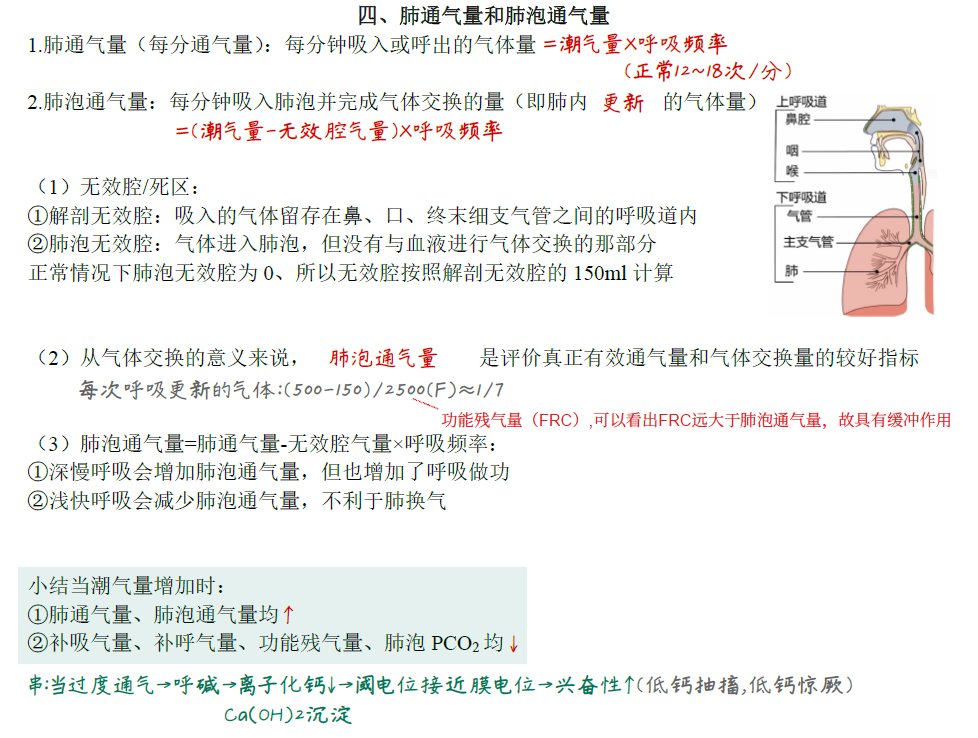 四、肺通气量和肺泡通气量
1.肺通气量（每分通气量）：每分钟吸入或呼出的气体量 =潮气量×呼吸频率
（正常12~18次/分）
2.肺泡通气量：每分钟吸入肺泡并完成气体交换的量（即肺内 更新 的气体量）
=(潮气量-无效腔气量)×呼吸频率
上呼吸道
鼻腔
咽
喉
下呼吸道
气管
主支气管
肺
（1）无效腔/死区：
①解剖无效腔：吸入的气体留存在鼻、口、终末细支气管之间的呼吸道内
②肺泡无效腔：气体进入肺泡，但没有与血液进行气体交换的那部分
正常情况下肺泡无效腔为 0、所以无效腔按照解剖无效腔的 150ml 计算
（2）从气体交换的意义来说， 肺泡通气量 是评价真正有效通气量和气体交换量的较好指标
每次呼吸更新的气体:(500-150)/2500(F)≈1/7
功能残气量（FRC）,可以看出FRC远大于肺泡通气量，故具有缓冲作用
（3）肺泡通气量=肺通气量-无效腔气量×呼吸频率：
①深慢呼吸会增加肺泡通气量，但也增加了呼吸做功
②浅快呼吸会减少肺泡通气量，不利于肺换气
小结当潮气量增加时：
①肺通气量、肺泡通气量均↑
②补吸气量、补呼气量、功能残气量、肺泡 PCO₂ 均↓
串:当过度通气→呼碱→离子化钙↓→阈电位接近膜电位→兴奋性↑(低钙抽搐,低钙惊厥)
Ca(OH)2沉淀